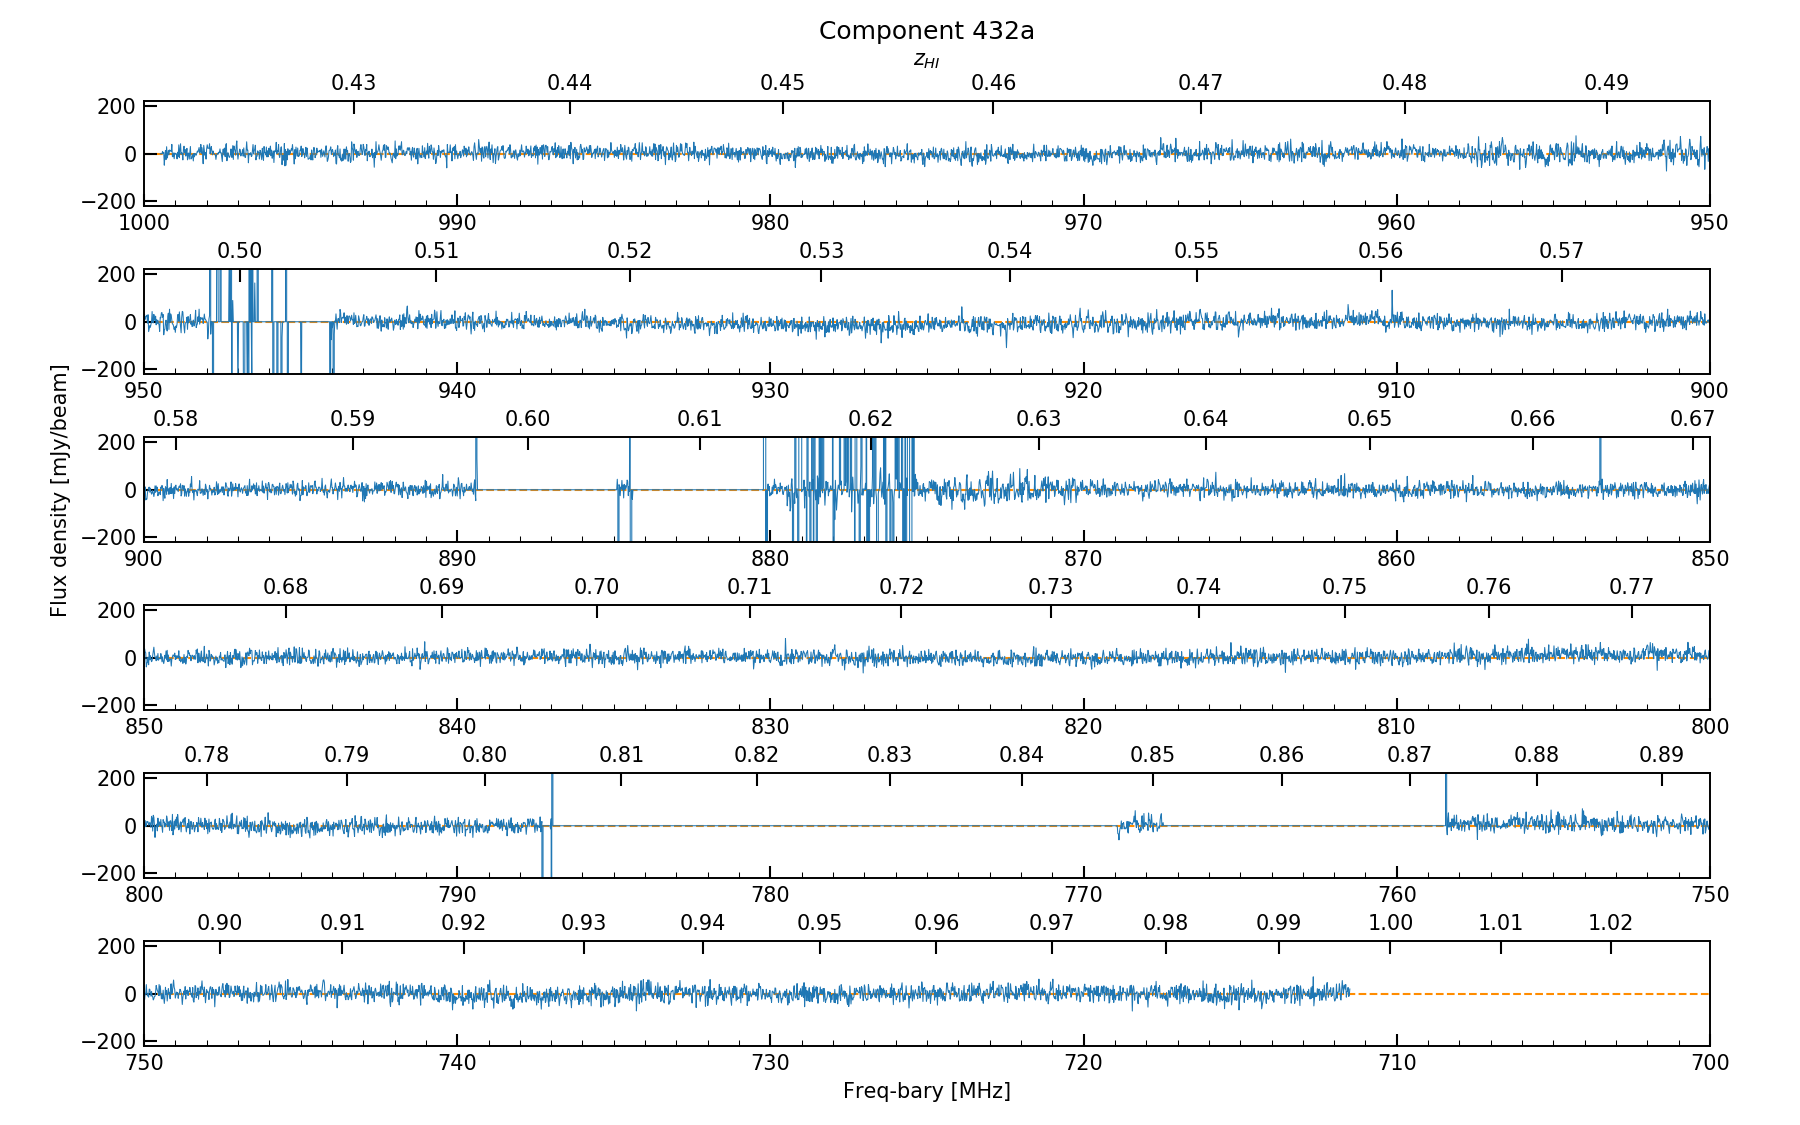 Component 432a
z_HI
0.43 0.44 0.45 0.46 0.47 0.48 0.49
200
0
−200
1000 990 980 970 960 950
0.50 0.51 0.52 0.53 0.54 0.55 0.56 0.57
200
0
−200
950 940 930 920 910 900
0.58 0.59 0.60 0.61 0.62 0.63 0.64 0.65 0.66 0.67
200
0
−200
900 890 880 870 860 850
Flux density [mJy/beam]
0.68 0.69 0.70 0.71 0.72 0.73 0.74 0.75 0.76 0.77
200
0
−200
850 840 830 820 810 800
0.78 0.79 0.80 0.81 0.82 0.83 0.84 0.85 0.86 0.87 0.88 0.89
200
0
−200
800 790 780 770 760 750
0.90 0.91 0.92 0.93 0.94 0.95 0.96 0.97 0.98 0.99 1.00 1.01 1.02
200
0
−200
750 740 730 720 710 700
Freq-bary [MHz]